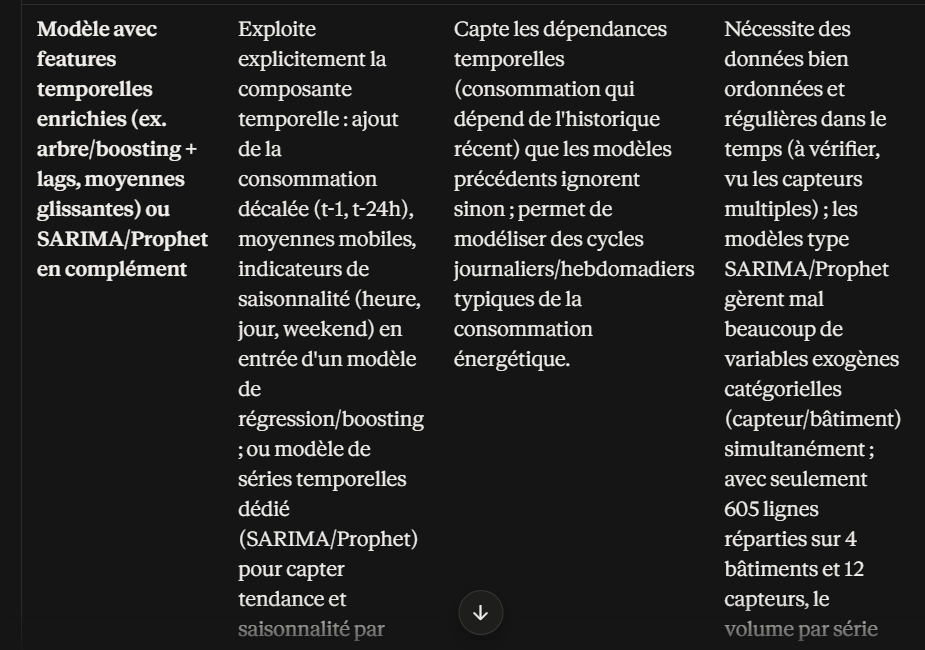 Modèle avec
features
temporelles
enrichies (ex.
arbre/boosting +
lags, moyennes
glissantes) ou
SARIMA/Prophet
en complément
Exploite
explicitement la
composante
temporelle : ajout
de la
consommation
décalée (t-1, t-24h),
moyennes mobiles,
indicateurs de
saisonnalité (heure,
jour, weekend) en
entrée d'un modèle
de
régression/boosting
; ou modèle de
séries temporelles
dédié
(SARIMA/Prophet)
pour capter
tendance et
saisonnalité par
Capte les dépendances
temporelles
(consommation qui
dépend de l'historique
récent) que les modèles
précédents ignorent
sinon ; permet de
modéliser des cycles
journaliers/hebdomadiers
typiques de la
consommation
énergétique.
Nécessite des
données bien
ordonnées et
régulières dans le
temps (à vérifier,
vu les capteurs
multiples) ; les
modèles type
SARIMA/Prophet
gèrent mal
beaucoup de
variables exogènes
catégorielles
(capteur/bâtiment)
simultanément ;
avec seulement
605 lignes
réparties sur 4
bâtiments et 12
capteurs, le
volume par série